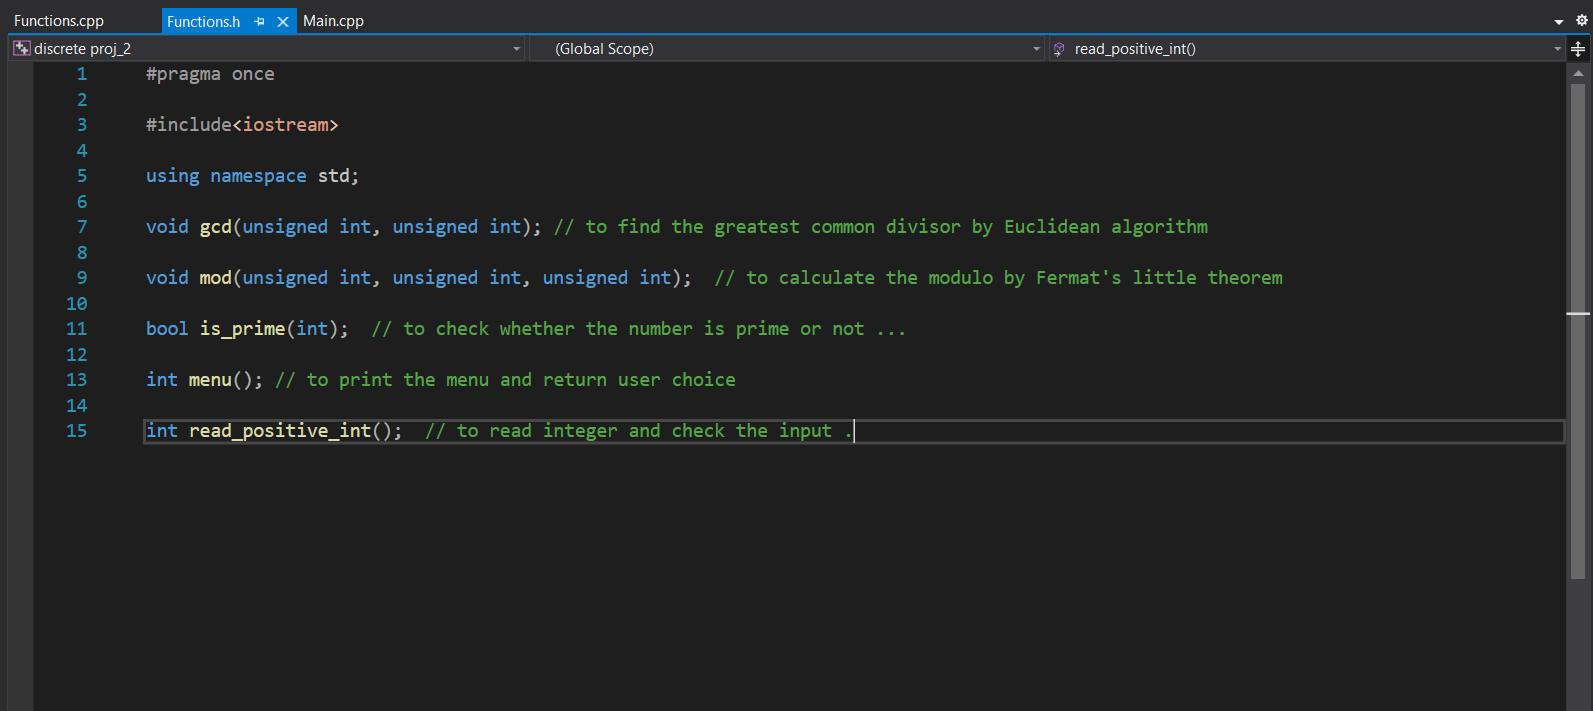 Functions.cpp Functions.h Main.cpp
discrete proj_2 (Global Scope) read_positive_int()
1 #pragma once
2
3 #include<iostream>
4
5 using namespace std;
6
7 void gcd(unsigned int, unsigned int); // to find the greatest common divisor by Euclidean algorithm
8
9 void mod(unsigned int, unsigned int, unsigned int);  // to calculate the modulo by Fermat's little theorem
10
11 bool is_prime(int);  // to check whether the number is prime or not ...
12
13 int menu(); // to print the menu and return user choice
14
15 int read_positive_int();  // to read integer and check the input .